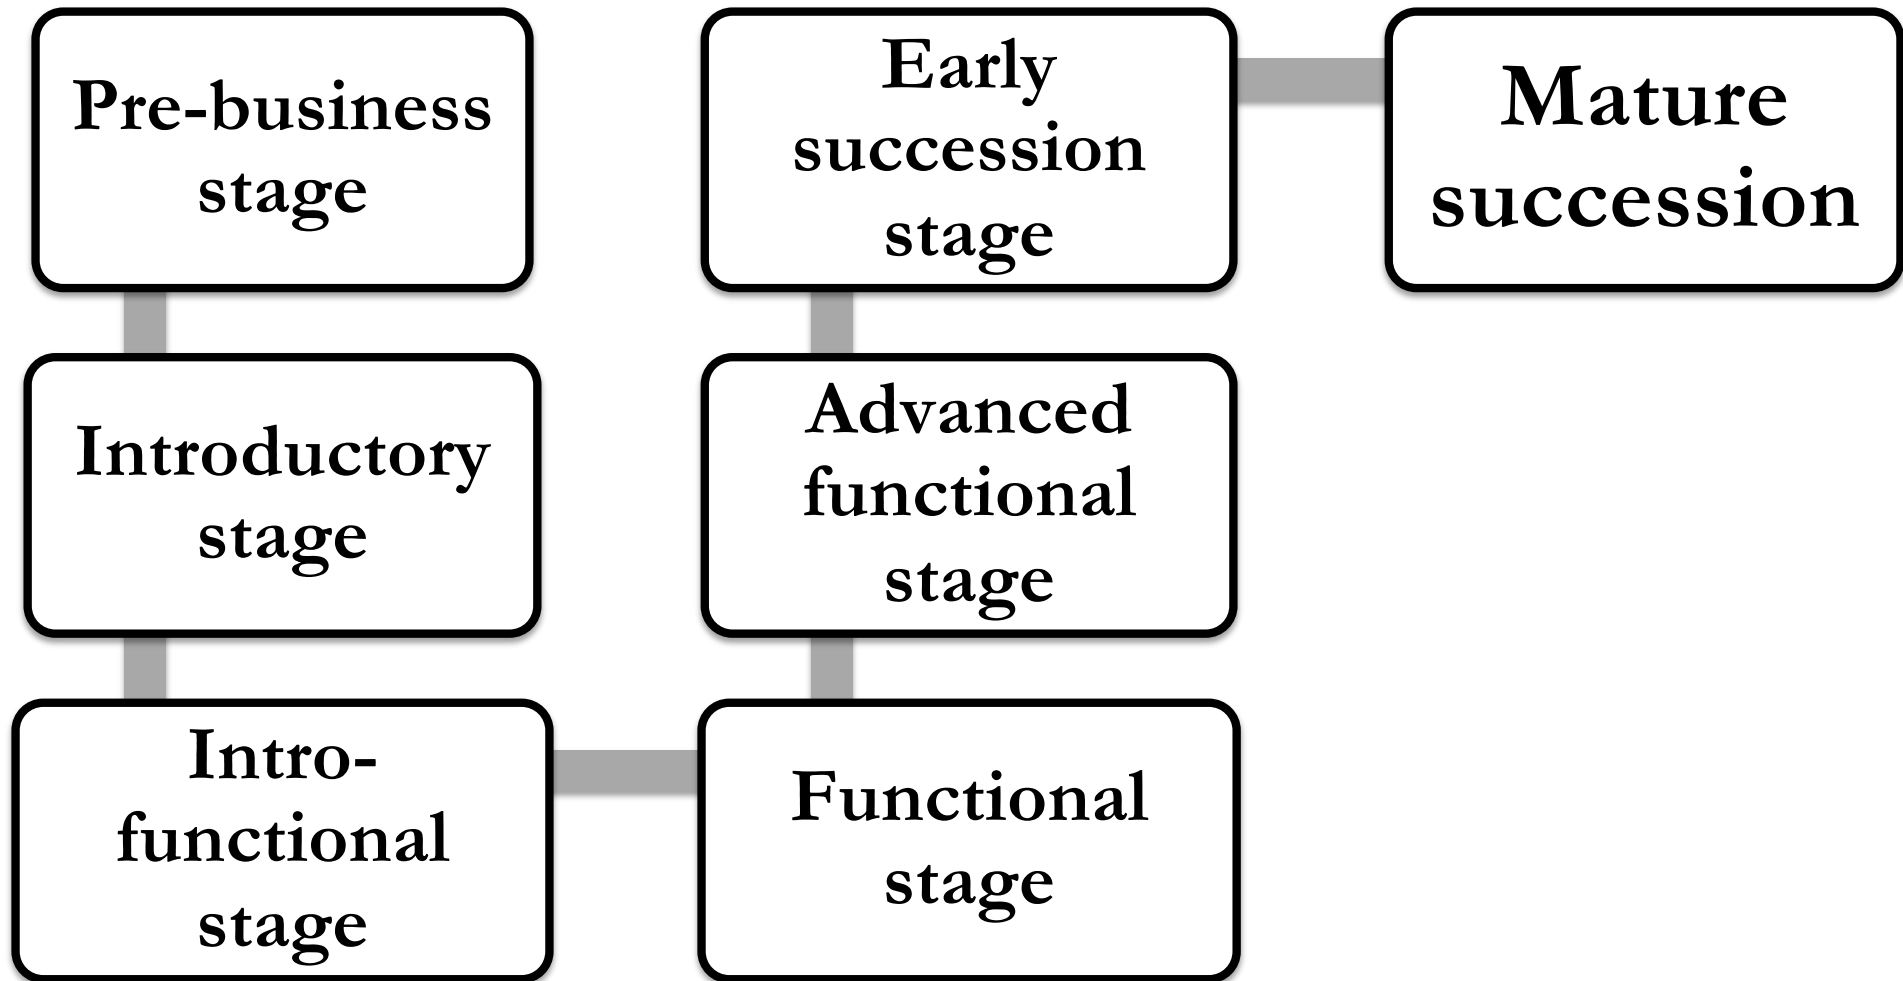 Pre-business
stage
Introductory
stage
Intro-
functional
stage
Functional
stage
Advanced
functional
stage
Early
succession
stage
Mature
succession